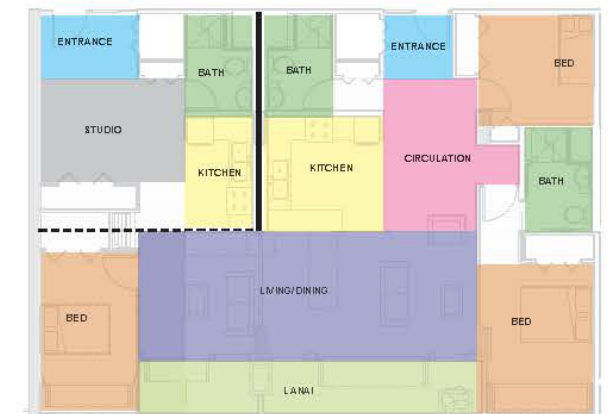 ENTRANCE
BATH
BATH
ENTRANCE
BED
STUDIO
KITCHEN
KITCHEN
CIRCULATION
BATH
LIVING/DINING
BED
BED
LANAI